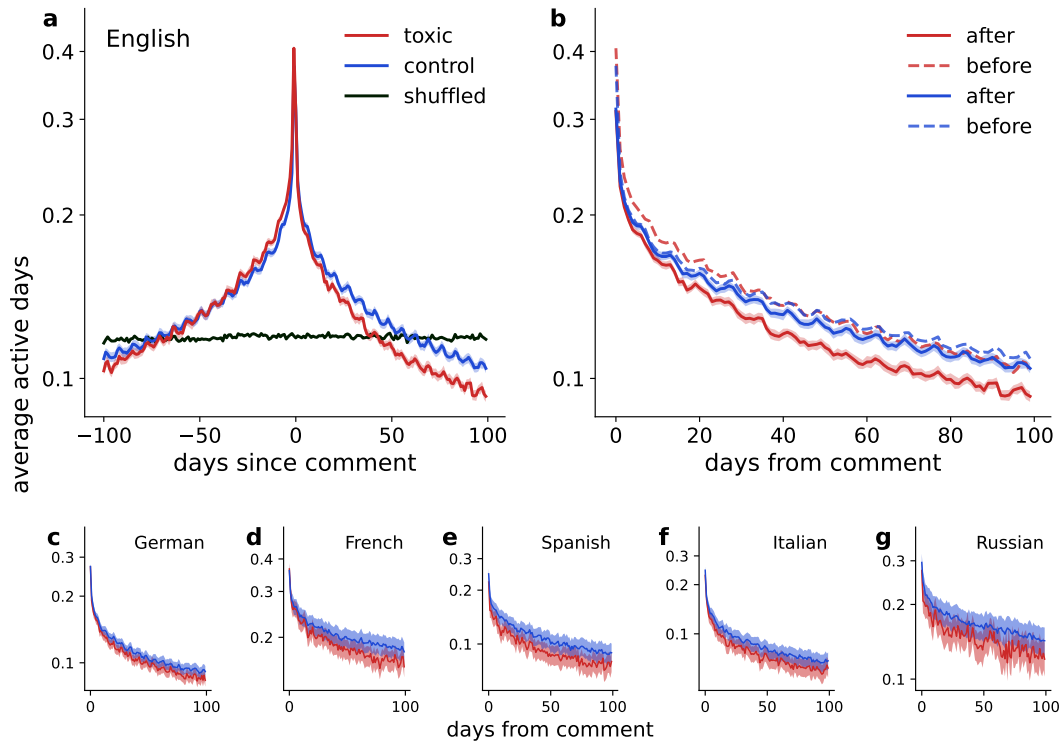 a
English
toxic
control
shuffled
0.4
0.3
0.2
0.1
−100
−50
0
50
100
days since comment
average active days
b
after
before
after
before
0.4
0.3
0.2
0.1
0
20
40
60
80
100
days from comment
c
German
0.3
0.2
0.1
0
100
d
French
0.4
0.3
0.2
0
100
e
Spanish
0.3
0.2
0.1
0
50
100
f
Italian
0.3
0.2
0.1
0
50
100
g
Russian
0.3
0.2
0.1
0
50
100
days from comment